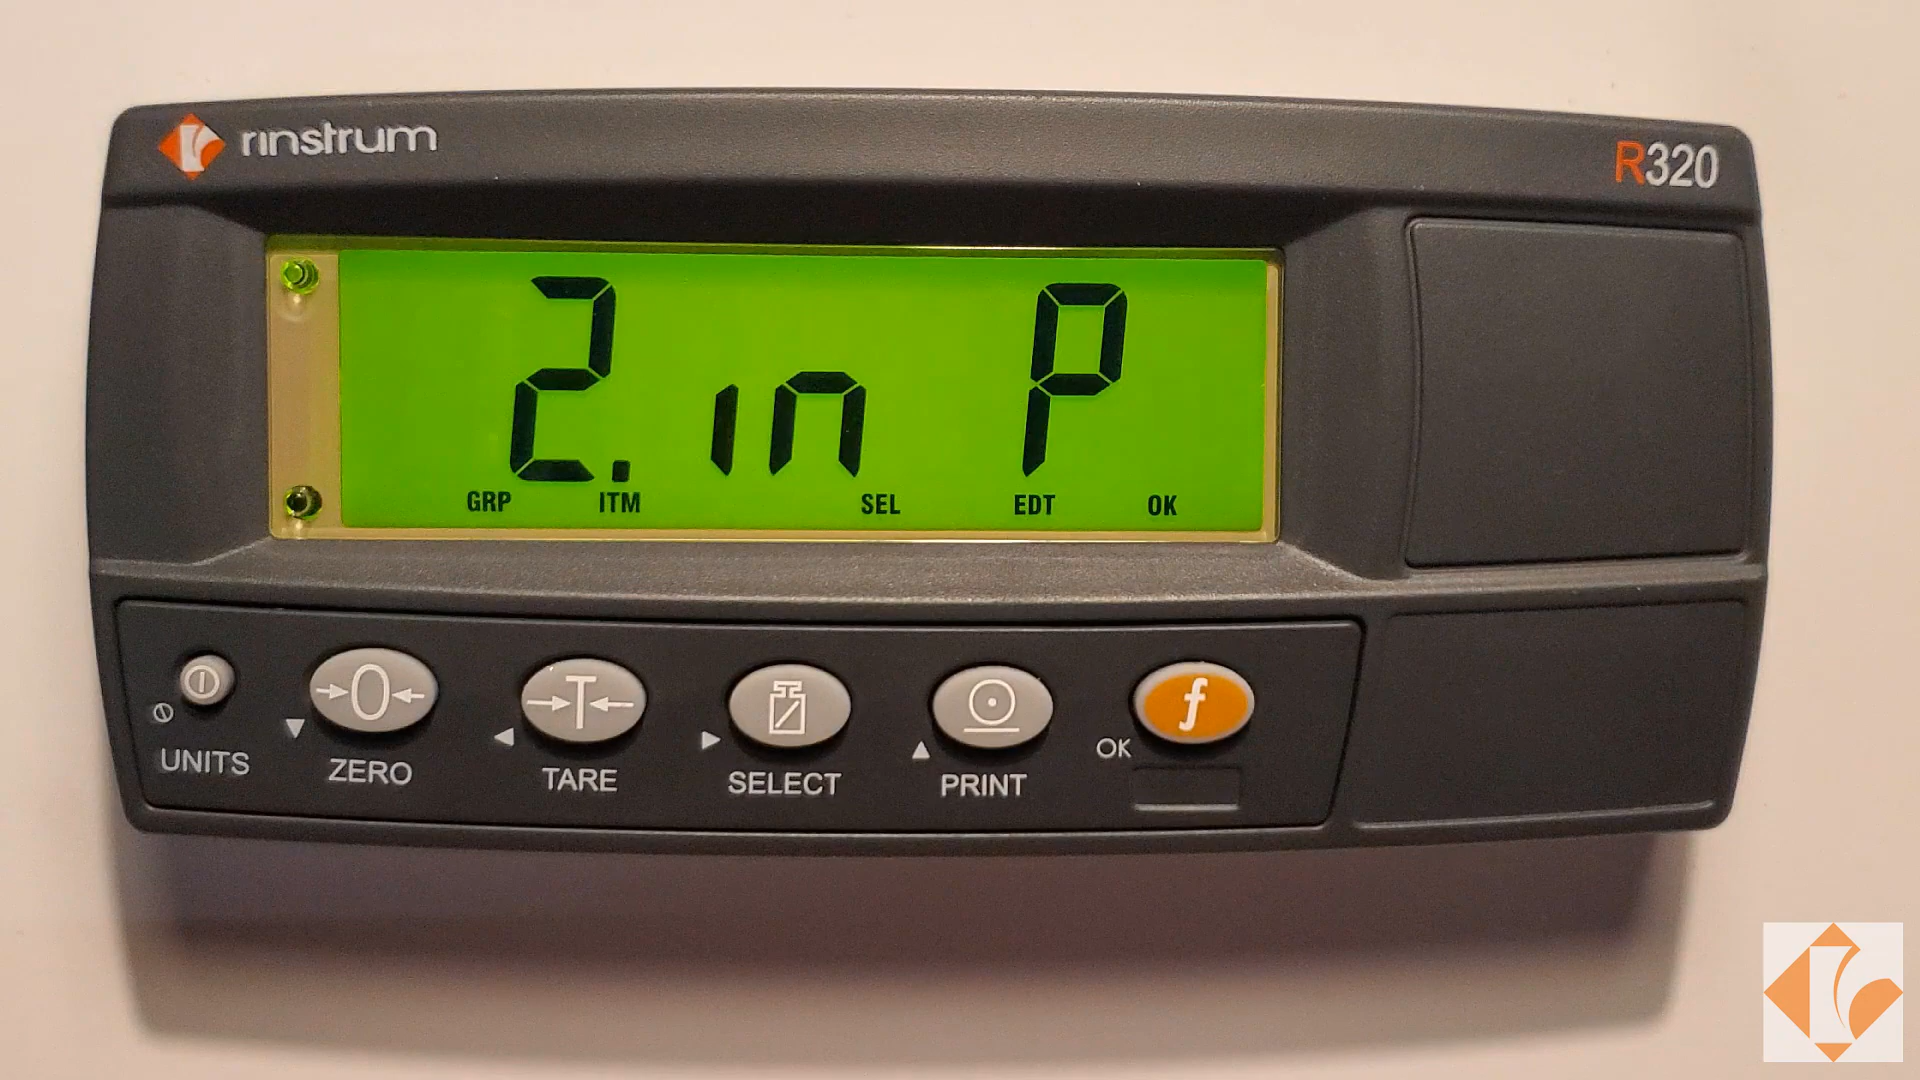 rinstrum
R320
2.in P
GRP ITM SEL EDT OK
UNITS ZERO TARE SELECT PRINT OK f